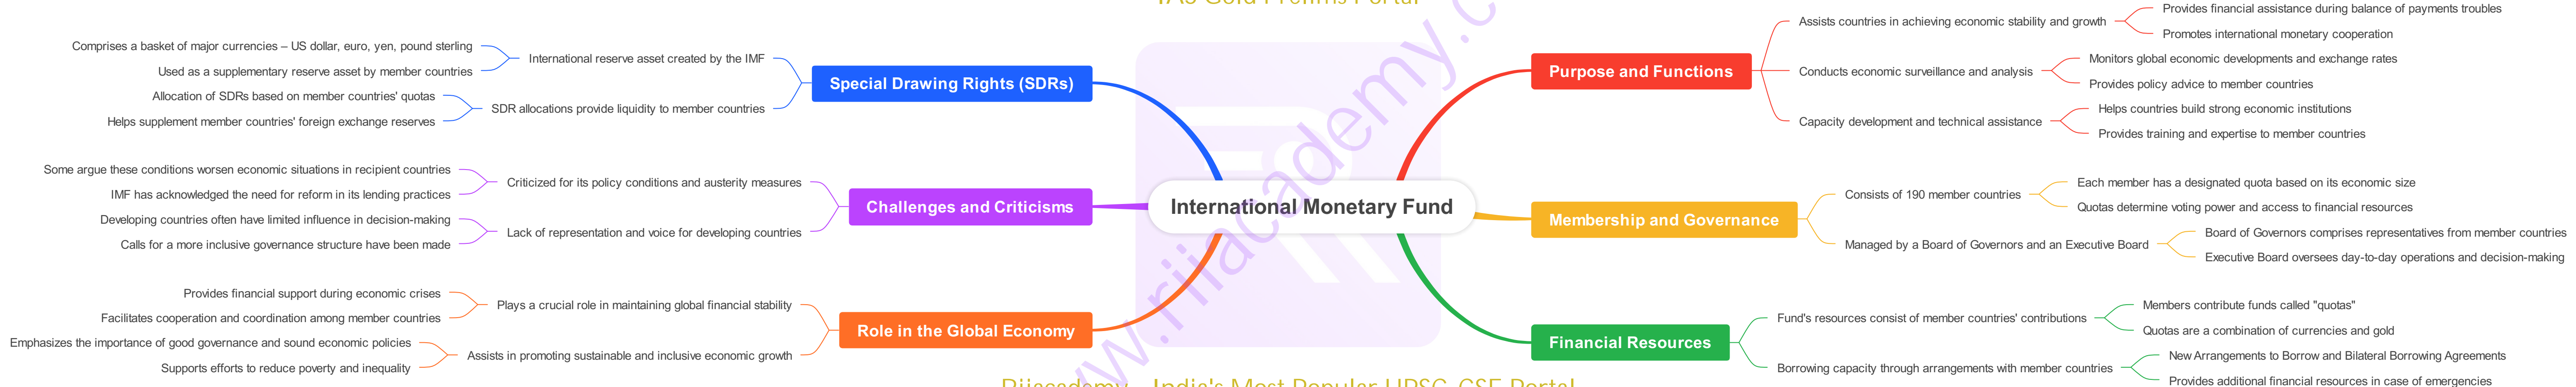 IAS Gold Prelims Portal
International Monetary Fund
Purpose and Functions
Assists countries in achieving economic stability and growth
Provides financial assistance during balance of payments troubles
Promotes international monetary cooperation
Conducts economic surveillance and analysis
Monitors global economic developments and exchange rates
Provides policy advice to member countries
Capacity development and technical assistance
Helps countries build strong economic institutions
Provides training and expertise to member countries
Membership and Governance
Consists of 190 member countries
Each member has a designated quota based on its economic size
Quotas determine voting power and access to financial resources
Managed by a Board of Governors and an Executive Board
Board of Governors comprises representatives from member countries
Executive Board oversees day-to-day operations and decision-making
Financial Resources
Fund's resources consist of member countries' contributions
Members contribute funds called "quotas"
Quotas are a combination of currencies and gold
Borrowing capacity through arrangements with member countries
New Arrangements to Borrow and Bilateral Borrowing Agreements
Provides additional financial resources in case of emergencies
Special Drawing Rights (SDRs)
International reserve asset created by the IMF
Comprises a basket of major currencies – US dollar, euro, yen, pound sterling
Used as a supplementary reserve asset by member countries
SDR allocations provide liquidity to member countries
Allocation of SDRs based on member countries' quotas
Helps supplement member countries' foreign exchange reserves
Challenges and Criticisms
Criticized for its policy conditions and austerity measures
Some argue these conditions worsen economic situations in recipient countries
IMF has acknowledged the need for reform in its lending practices
Lack of representation and voice for developing countries
Developing countries often have limited influence in decision-making
Calls for a more inclusive governance structure have been made
Role in the Global Economy
Plays a crucial role in maintaining global financial stability
Provides financial support during economic crises
Facilitates cooperation and coordination among member countries
Assists in promoting sustainable and inclusive economic growth
Emphasizes the importance of good governance and sound economic policies
Supports efforts to reduce poverty and inequality
ww.rijacademy.c
India's Most Popular UPSC-CSE Portal